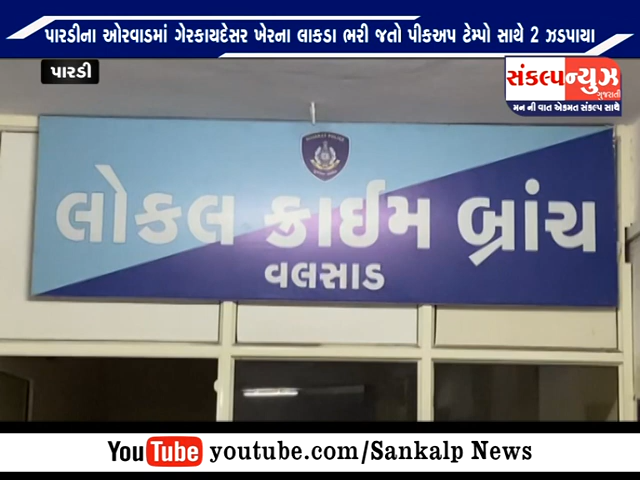 પારડીના ઓરવાડમાં ગેરકાયદેસર ખેરના લાકડા ભરી જતો પીકઅપ ટેમ્પો સાથે 2 ઝડપાયા
પારડી
સંકલ્પન્યુઝ
ગુજરાતી
મન ની વાત એકમત સંકલ્પ સાથે
લોકલ ક્રાઈમ બ્રાંચ
વલસાડ
YouTube youtube.com/Sankalp News